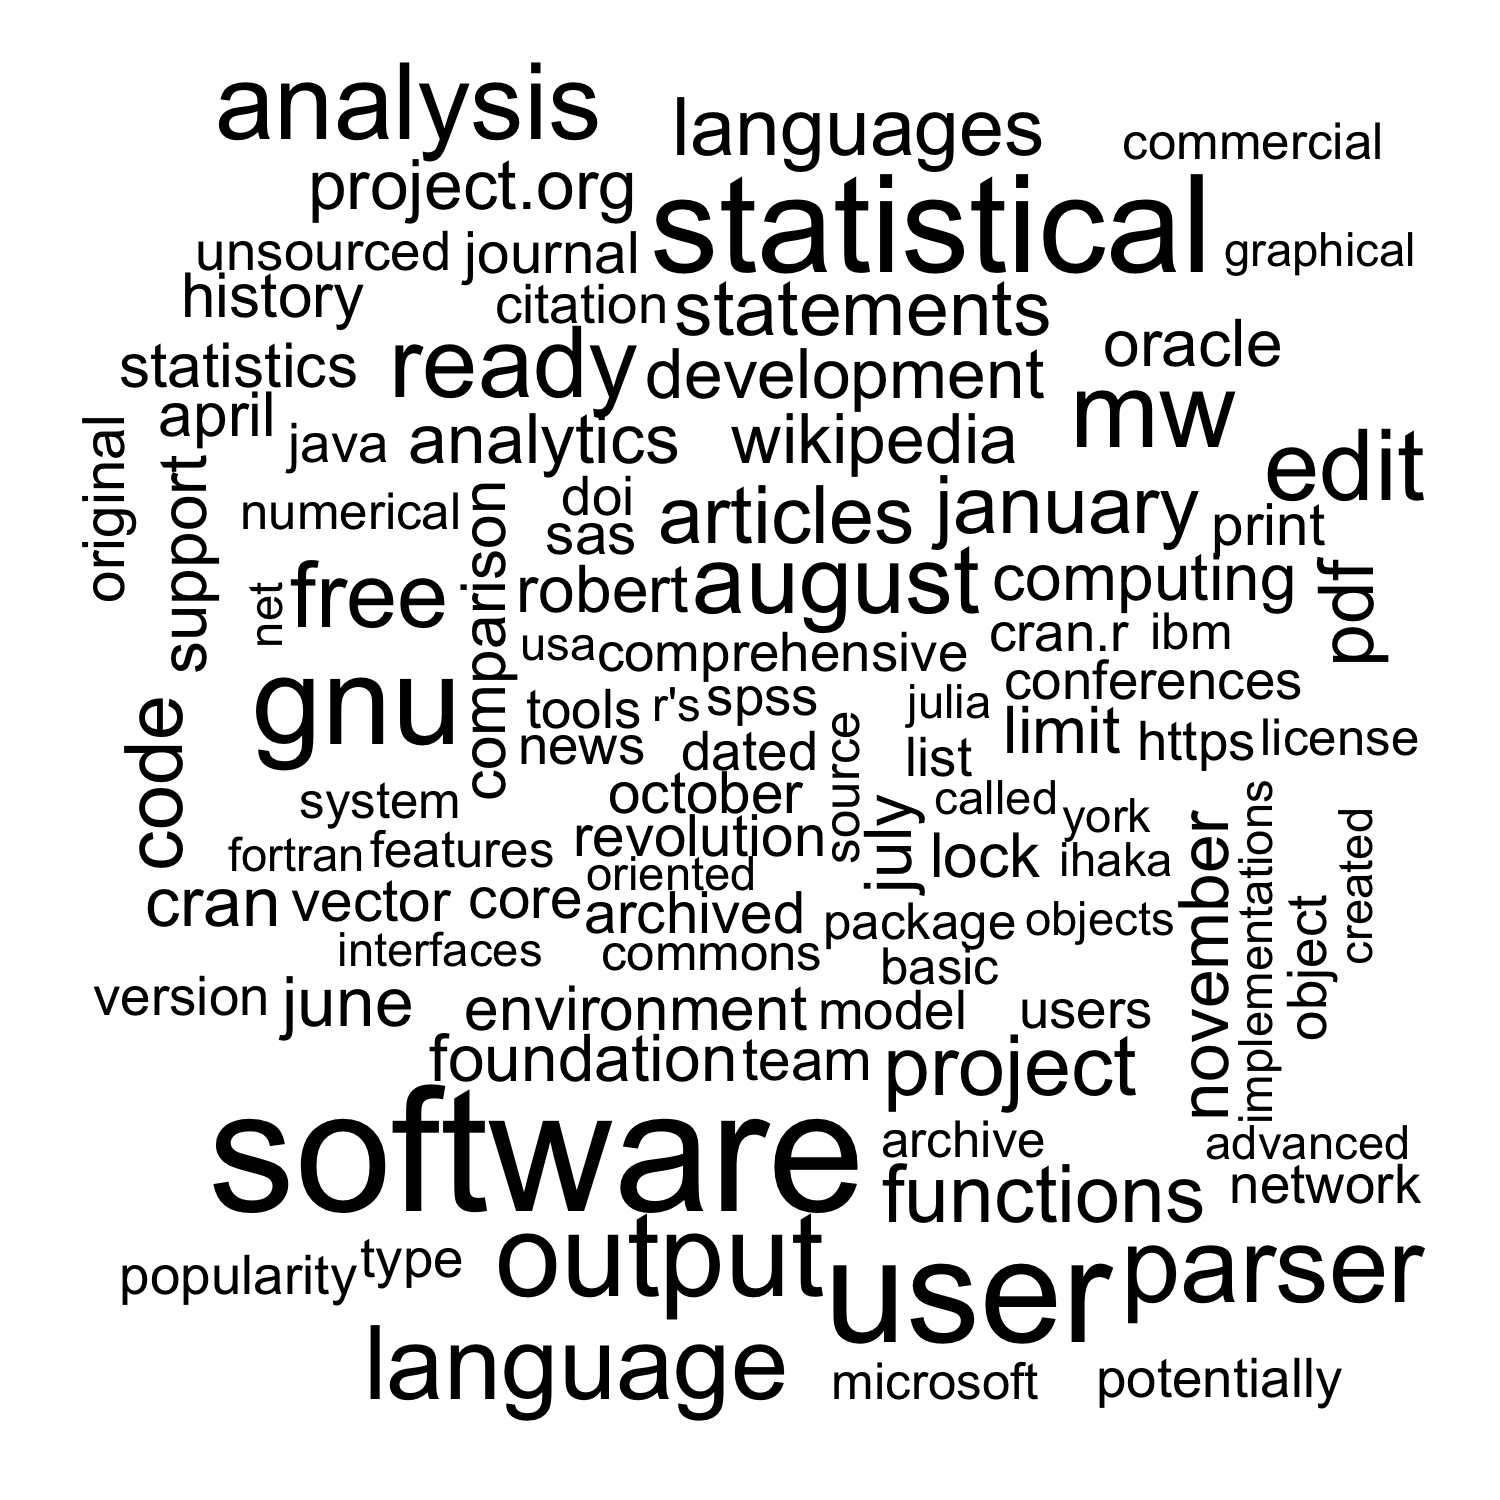 analysis
languages
commercial
project.org
statistical
unsourced
journal
graphical
history
citation
statements
oracle
statistics
ready
development
mw
april
java
analytics
wikipedia
edit
original
support
numerical
comparison
doi
sas
articles
january
print
net
free
robert
august
computing
pdf
usa
comprehensive
cran.r
ibm
gnu
tools
r's
spss
julia
conferences
code
news
dated
source
list
limit
https
license
system
october
july
called
york
november
implementations
created
fortran
features
revolution
lock
ihaka
oriented
cran
vector
core
archived
package
objects
object
interfaces
commons
basic
version
june
environment
model
users
foundation
team
project
software
archive
advanced
functions
network
popularity
type
output
user
parser
language
microsoft
potentially